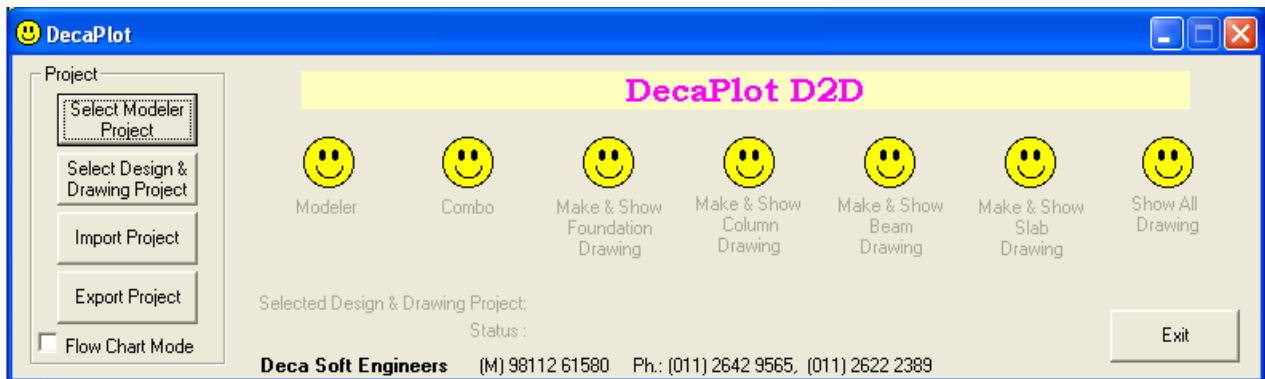 DecaPlot
Project
Select Modeler
Project
Select Design &
Drawing Project
Import Project
Export Project
Flow Chart Mode
DecaPlot D2D
Modeler
Combo
Make & Show
Foundation
Drawing
Make & Show
Column
Drawing
Make & Show
Beam
Drawing
Make & Show
Slab
Drawing
Show All
Drawing
Selected Design & Drawing Project:
Status :
Deca Soft Engineers (M) 98112 61580 Ph.: (011) 2642 9565, (011) 2622 2389
Exit